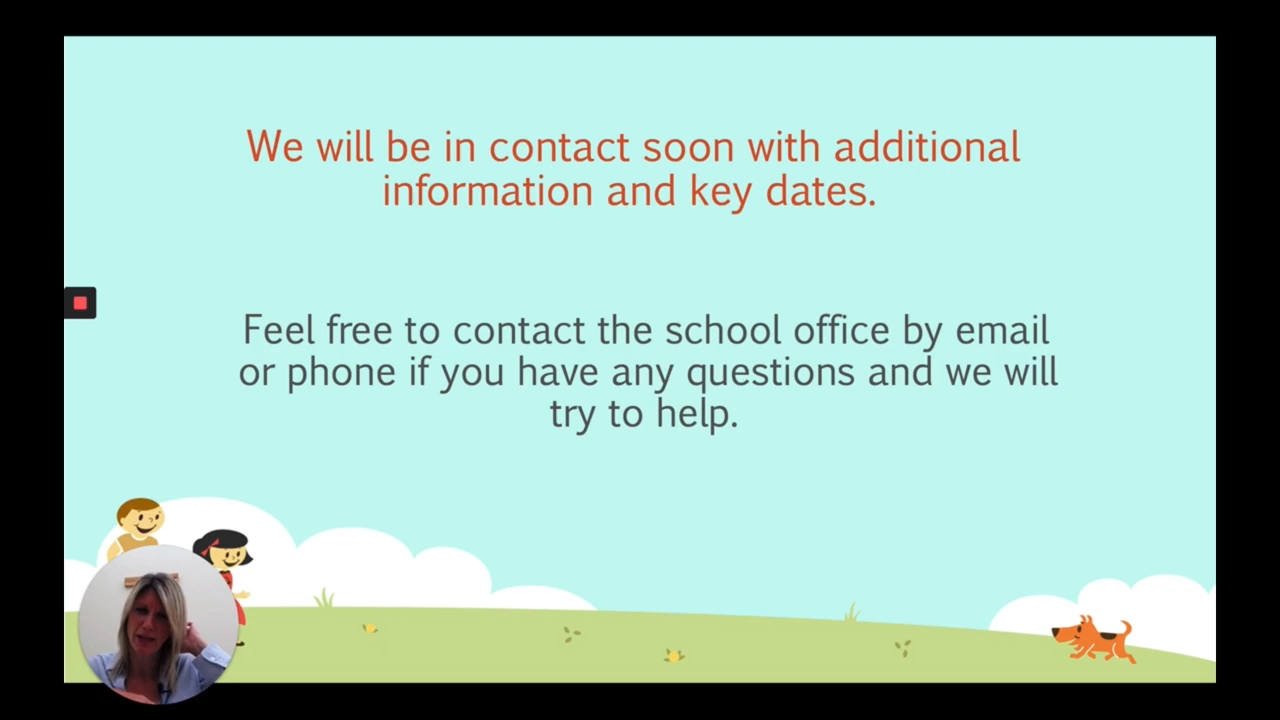 We will be in contact soon with additional
information and key dates.
Feel free to contact the school office by email
or phone if you have any questions and we will
try to help.